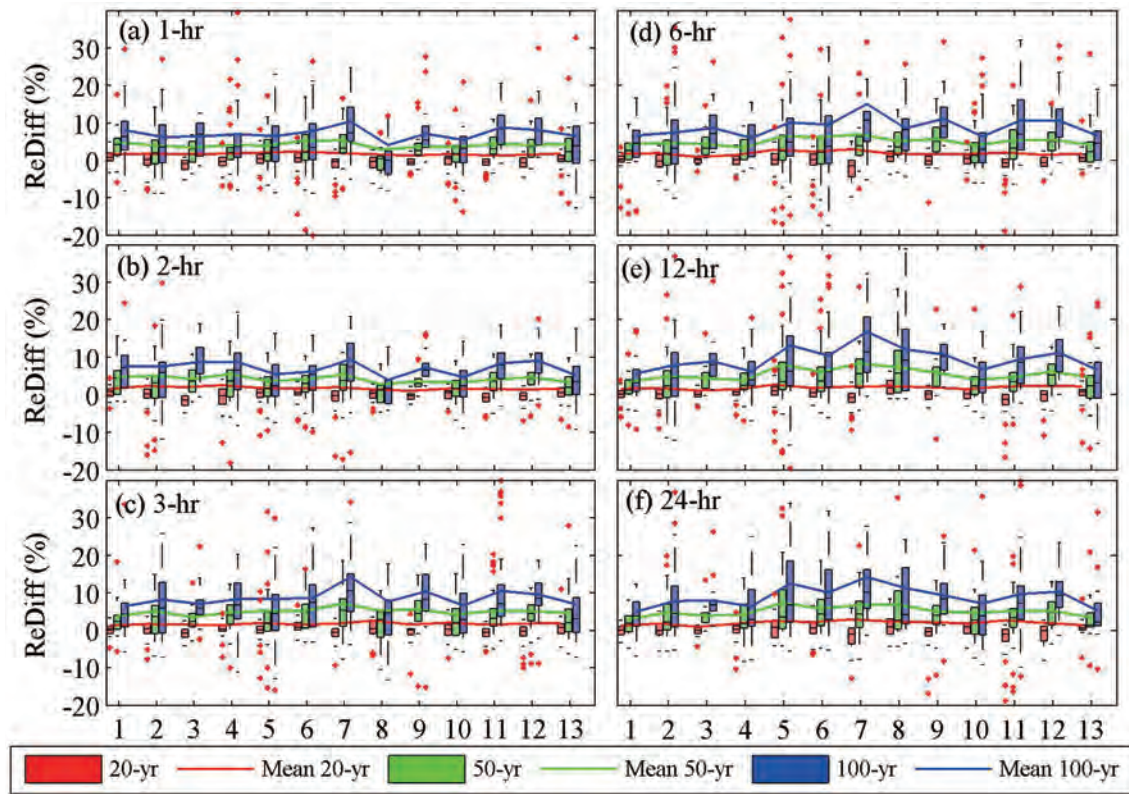 (a) 1-hr
(d) 6-hr
ReDiff (%)
30
20
10
0
-10
-20
(b) 2-hr
(e) 12-hr
ReDiff (%)
30
20
10
0
-10
-20
(c) 3-hr
(f) 24-hr
ReDiff (%)
30
20
10
0
-10
-20
1 2 3 4 5 6 7 8 9 10 11 12 13
1 2 3 4 5 6 7 8 9 10 11 12 13
20-yr Mean 20-yr 50-yr Mean 50-yr 100-yr Mean 100-yr